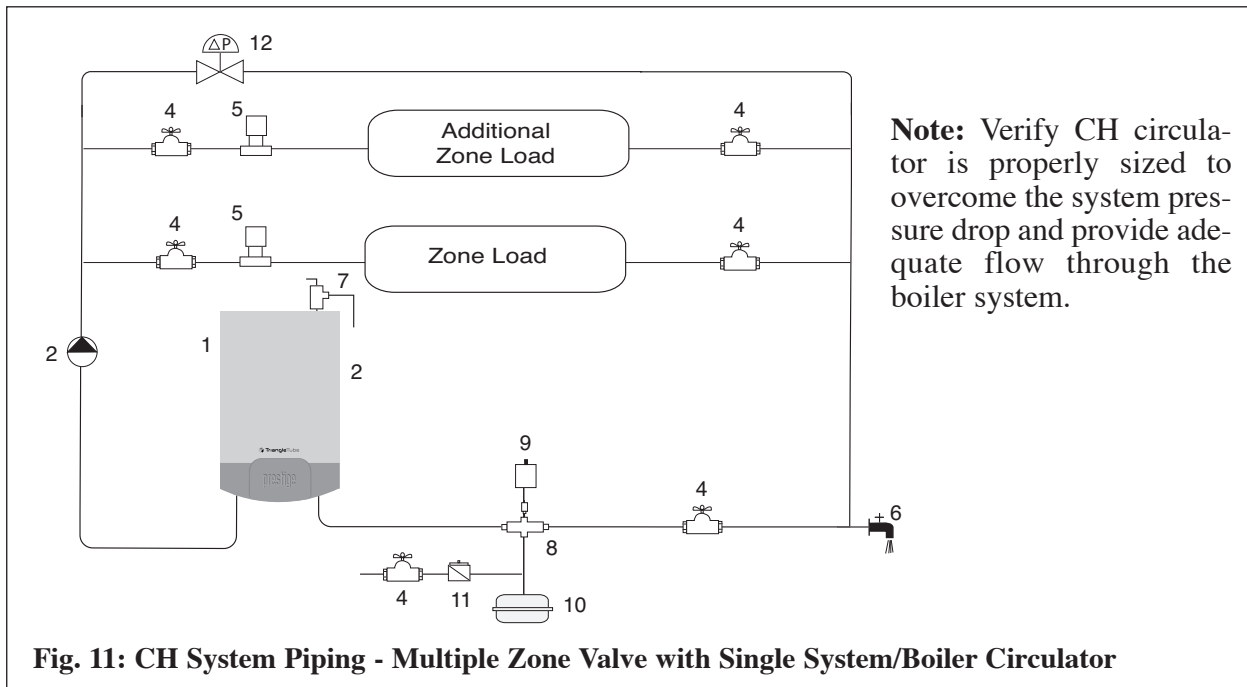 ΔP
12
4
5
Additional
Zone Load
4
Note: Verify CH circula-
tor is properly sized to
overcome the system pres-
sure drop and provide ade-
quate flow through the
boiler system.
4
5
Zone Load
4
7
1
2
2
TriangleTube
prestige
9
4
6
8
4
11
10
Fig. 11: CH System Piping - Multiple Zone Valve with Single System/Boiler Circulator